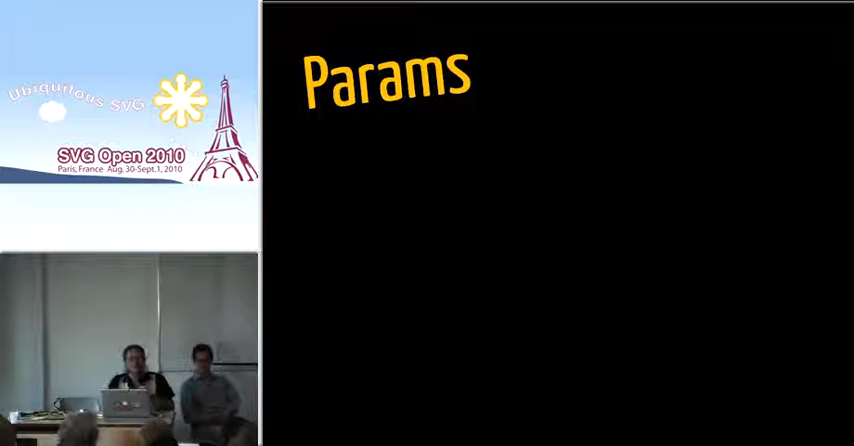 Ubiquitous SVG
SVG Open 2010
Paris, France Aug. 30-Sept.1, 2010
Params